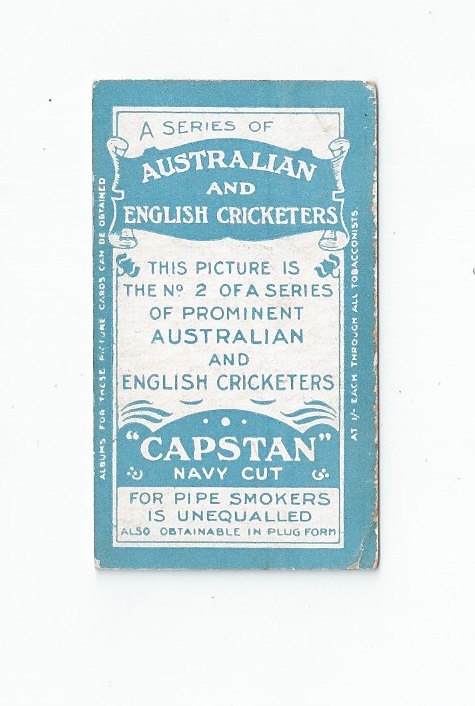 A SERIES OF
AUSTRALIAN
AND
ENGLISH CRICKETERS
THIS PICTURE IS
THE Nº 2 OF A SERIES
OF PROMINENT
AUSTRALIAN
AND
ENGLISH CRICKETERS
"CAPSTAN"
NAVY CUT
FOR PIPE SMOKERS
IS UNEQUALLED
ALSO OBTAINABLE IN PLUG FORM
ALBUMS FOR THESE PICTURE CARDS CAN BE OBTAINED
AT 1/- EACH THROUGH ALL TOBACCONISTS